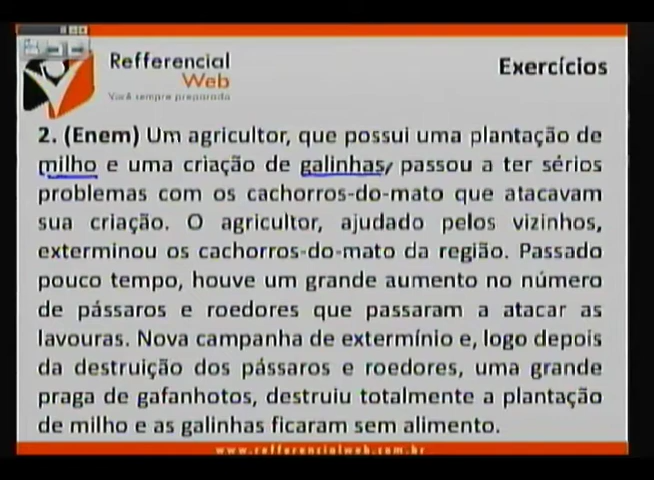 Refferencial
Web
Você sempre preparado
Exercícios
2. (Enem) Um agricultor, que possui uma plantação de
milho e uma criação de galinhas, passou a ter sérios
problemas com os cachorros-do-mato que atacavam
sua criação. O agricultor, ajudado pelos vizinhos,
exterminou os cachorros-do-mato da região. Passado
pouco tempo, houve um grande aumento no número
de pássaros e roedores que passaram a atacar as
lavouras. Nova campanha de extermínio e, logo depois
da destruição dos pássaros e roedores, uma grande
praga de gafanhotos, destruiu totalmente a plantação
de milho e as galinhas ficaram sem alimento.
www.refferencialweb.com.br